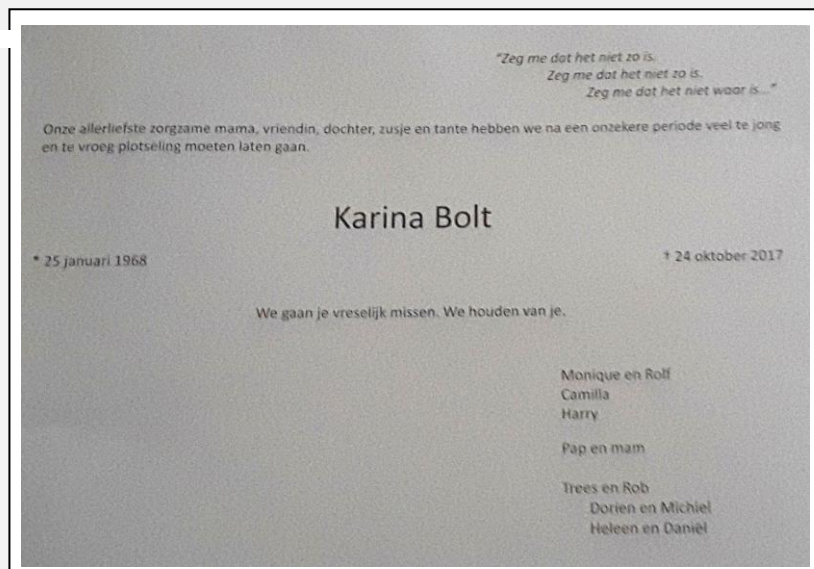 "Zeg me dat het niet zo is.
Zeg me dat het niet zo is.
Zeg me dat het niet waar is..."
Onze allerliefste zorgzame mama, vriendin, dochter, zusje en tante hebben we na een onzekere periode veel te jong
en te vroeg plotseling moeten laten gaan.
Karina Bolt
* 25 januari 1968
† 24 oktober 2017
We gaan je vreselijk missen. We houden van je.
Monique en Rolf
Camilla
Harry
Pap en mam
Trees en Rob
Dorien en Michiel
Heleen en Daniël